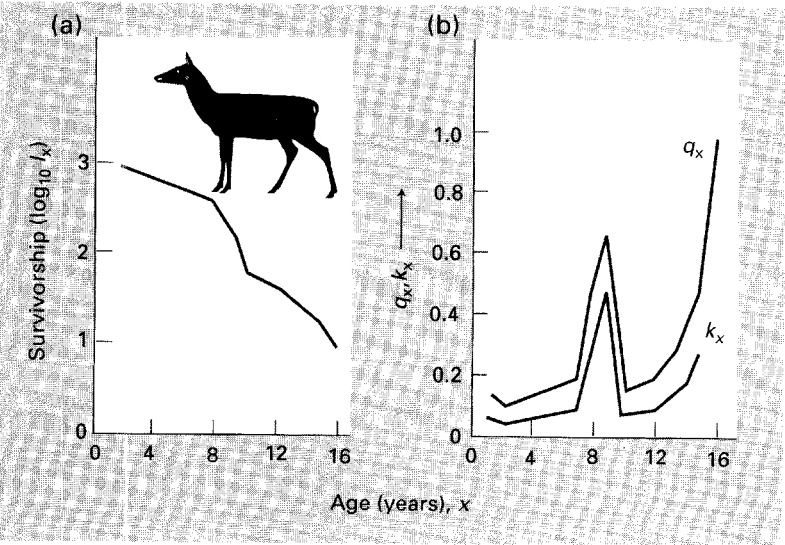 (a)
Survivorship (log₁₀ lₓ)
3
2
1
0
0 4 8 12 16
(b)
qₓ, kₓ
1.0
0.8
0.6
0.4
0.2
0
qₓ
kₓ
0 4 8 12 16
Age (years), x